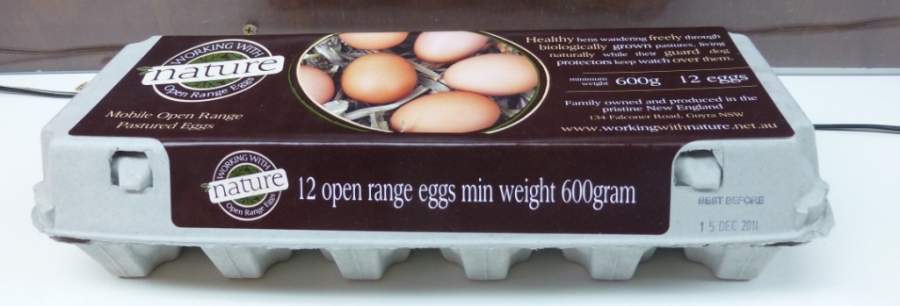 WORKING WITH
nature
Open Range Eggs
Mobile Open Range
Pastured Eggs
Healthy hens wandering freely through
biologically grown pastures, living
naturally while their guard dog
protectors keep watch over them.
minimum
weight 600g 12 eggs
Family owned and produced in the
pristine New England
134 Falconer Road, Guyra NSW
www.workingwithnature.net.au
WORKING WITH
nature
Open Range Eggs
12 open range eggs min weight 600gram
BEST BEFORE
15 DEC 2011